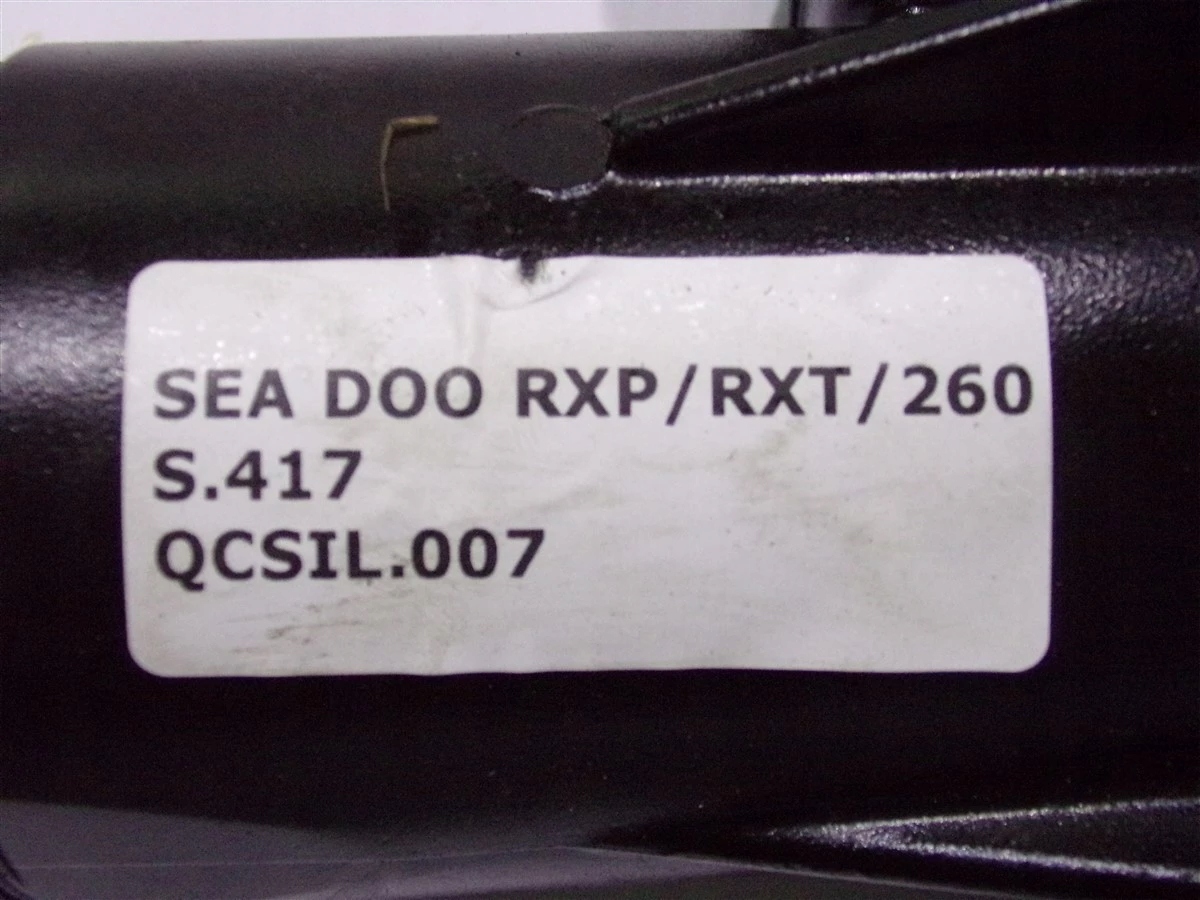 SEA DOO RXP/RXT/260
S.417
QCSIL.007